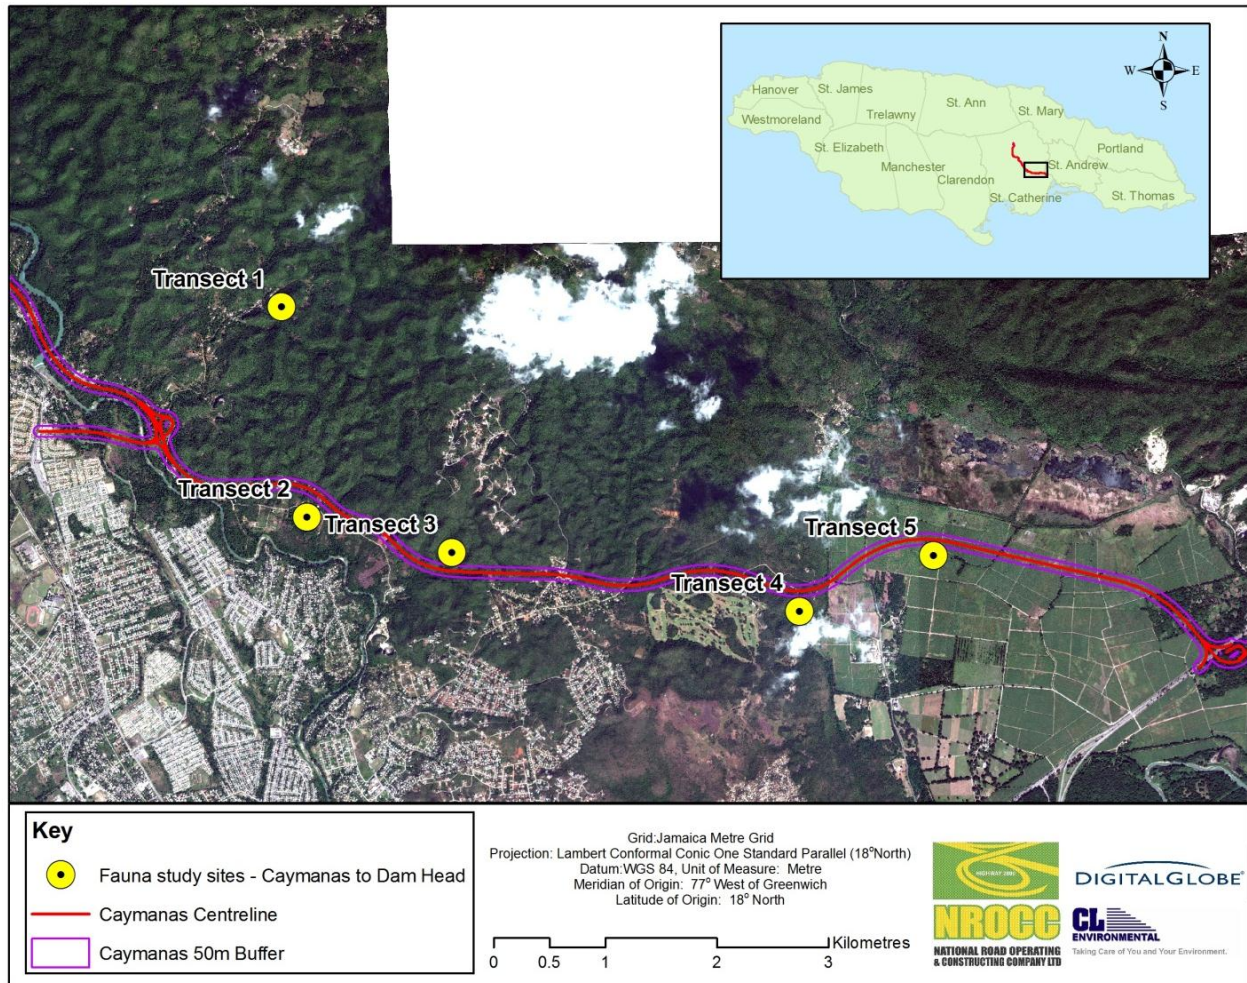 N
W E
S
Hanover
St. James
Trelawny
St. Ann
St. Mary
Westmoreland
St. Elizabeth
Manchester
Clarendon
St. Catherine
St. Andrew
Portland
St. Thomas
Transect 1
Transect 2
Transect 3
Transect 4
Transect 5
Key
Fauna study sites - Caymanas to Dam Head
Caymanas Centreline
Caymanas 50m Buffer
Grid:Jamaica Metre Grid
Projection: Lambert Conformal Conic One Standard Parallel (18°North)
Datum:WGS 84, Unit of Measure: Metre
Meridian of Origin: 77° West of Greenwich
Latitude of Origin: 18° North
Kilometres
0 0.5 1 2 3
HIGHWAY 2000
NROCC
NATIONAL ROAD OPERATING
& CONSTRUCTING COMPANY LTD
DIGITALGLOBE®
CL
ENVIRONMENTAL
Taking Care of You and Your Environment.